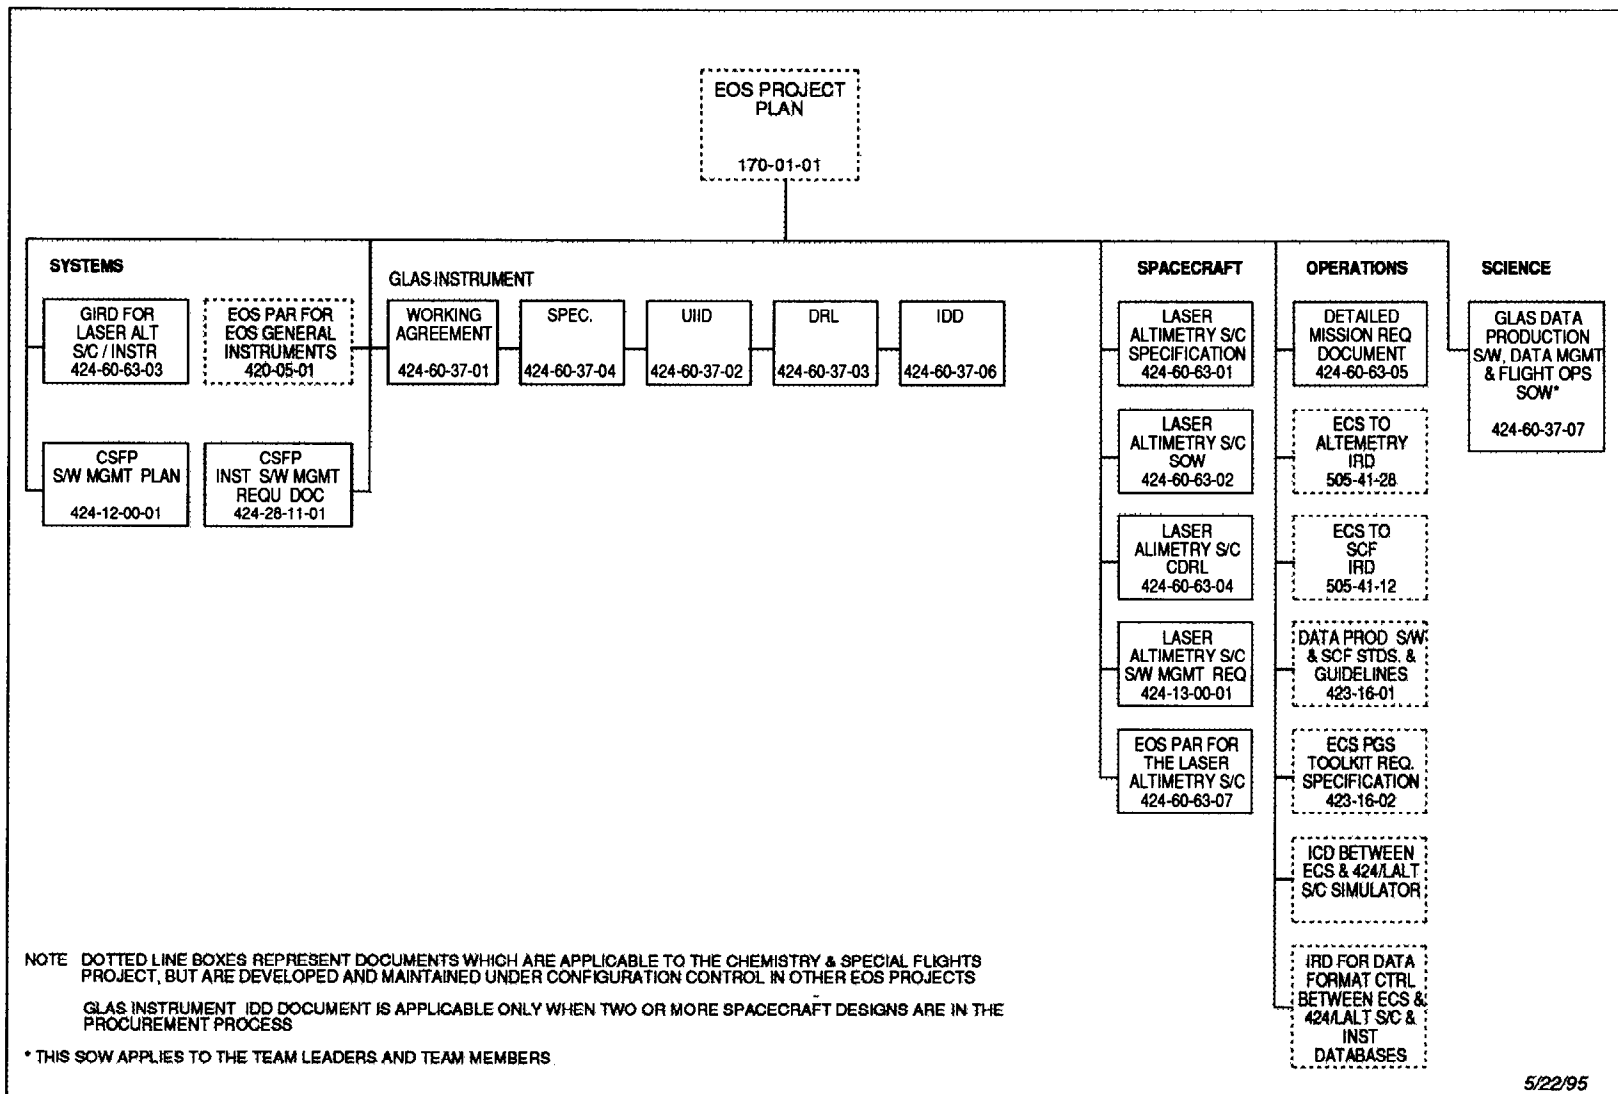 EOS PROJECT
PLAN
170-01-01
SYSTEMS
GIRD FOR
LASER ALT
S/C / INSTR
424-60-63-03
EOS PAR FOR
EOS GENERAL
INSTRUMENTS
420-05-01
CSFP
S/W MGMT PLAN
424-12-00-01
CSFP
INST S/W MGMT
REQU DOC
424-28-11-01
GLAS INSTRUMENT
WORKING
AGREEMENT
424-60-37-01
SPEC.
424-60-37-04
UIID
424-60-37-02
DRL
424-60-37-03
IDD
424-60-37-06
SPACECRAFT
LASER
ALTIMETRY S/C
SPECIFICATION
424-60-63-01
LASER
ALTIMETRY S/C
SOW
424-60-63-02
LASER
ALIMETRY S/C
CDRL
424-60-63-04
LASER
ALTIMETRY S/C
S/W MGMT REQ
424-13-00-01
EOS PAR FOR
THE LASER
ALTIMETRY S/C
424-60-63-07
OPERATIONS
DETAILED
MISSION REQ
DOCUMENT
424-60-63-05
ECS TO
ALTEMETRY
IRD
505-41-28
ECS TO
SCF
IRD
505-41-12
DATA PROD S/W
& SCF STDS. &
GUIDELINES
423-16-01
ECS PGS
TOOLKIT REQ.
SPECIFICATION
423-16-02
ICD BETWEEN
ECS & 424/LALT
S/C SIMULATOR
IRD FOR DATA
FORMAT CTRL
BETWEEN ECS &
424/LALT S/C &
INST
DATABASES
SCIENCE
GLAS DATA
PRODUCTION
S/W, DATA MGMT
& FLIGHT OPS
SOW*
424-60-37-07
NOTE DOTTED LINE BOXES REPRESENT DOCUMENTS WHICH ARE APPLICABLE TO THE CHEMISTRY & SPECIAL FLIGHTS
PROJECT, BUT ARE DEVELOPED AND MAINTAINED UNDER CONFIGURATION CONTROL IN OTHER EOS PROJECTS
GLAS INSTRUMENT IDD DOCUMENT IS APPLICABLE ONLY WHEN TWO OR MORE SPACECRAFT DESIGNS ARE IN THE
PROCUREMENT PROCESS
* THIS SOW APPLIES TO THE TEAM LEADERS AND TEAM MEMBERS
5/22/95